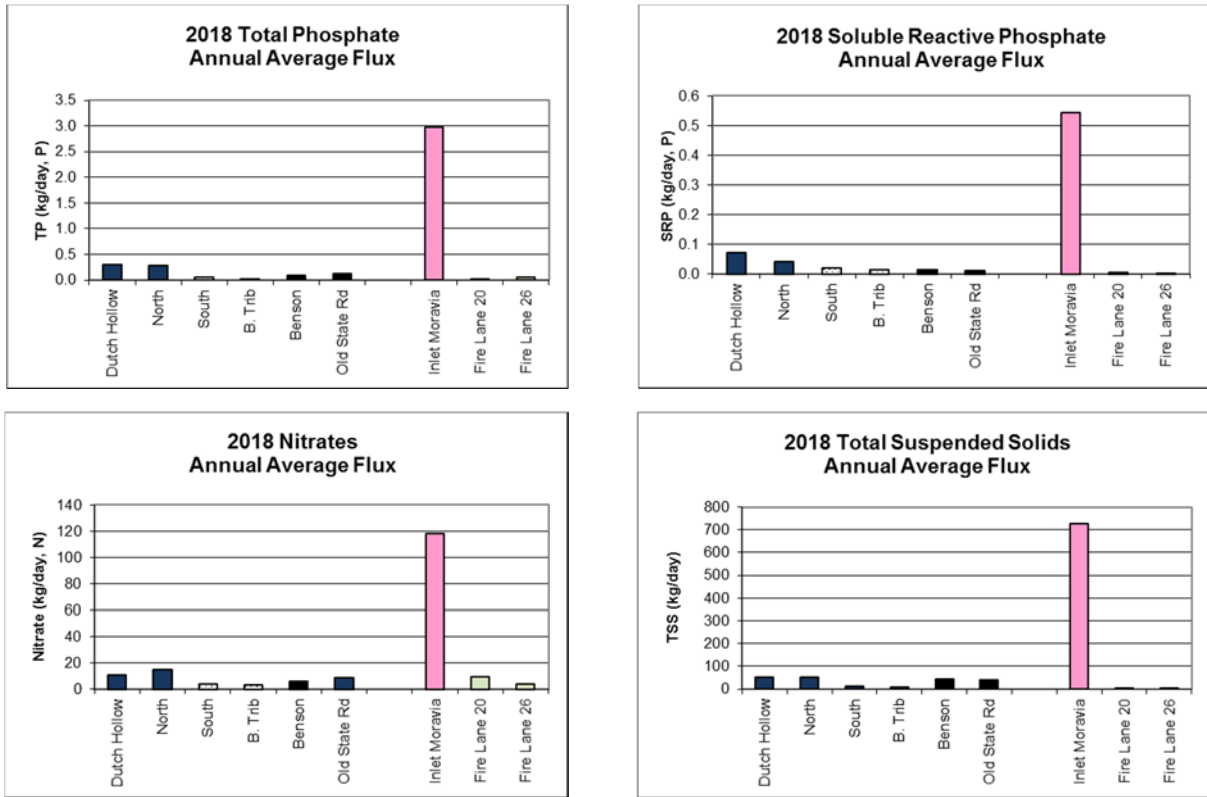 2018 Total Phosphate
Annual Average Flux
TP (kg/day, P)
3.5
3.0
2.5
2.0
1.5
1.0
0.5
0.0
Dutch Hollow
North
South
B. Trib
Benson
Old State Rd
Inlet Moravia
Fire Lane 20
Fire Lane 26
2018 Soluble Reactive Phosphate
Annual Average Flux
SRP (kg/day, P)
0.6
0.5
0.4
0.3
0.2
0.1
0.0
Dutch Hollow
North
South
B. Trib
Benson
Old State Rd
Inlet Moravia
Fire Lane 20
Fire Lane 26
2018 Nitrates
Annual Average Flux
Nitrate (kg/day, N)
140
120
100
80
60
40
20
0
Dutch Hollow
North
South
B. Trib
Benson
Old State Rd
Inlet Moravia
Fire Lane 20
Fire Lane 26
2018 Total Suspended Solids
Annual Average Flux
TSS (kg/day)
800
700
600
500
400
300
200
100
0
Dutch Hollow
North
South
B. Trib
Benson
Old State Rd
Inlet Moravia
Fire Lane 20
Fire Lane 26